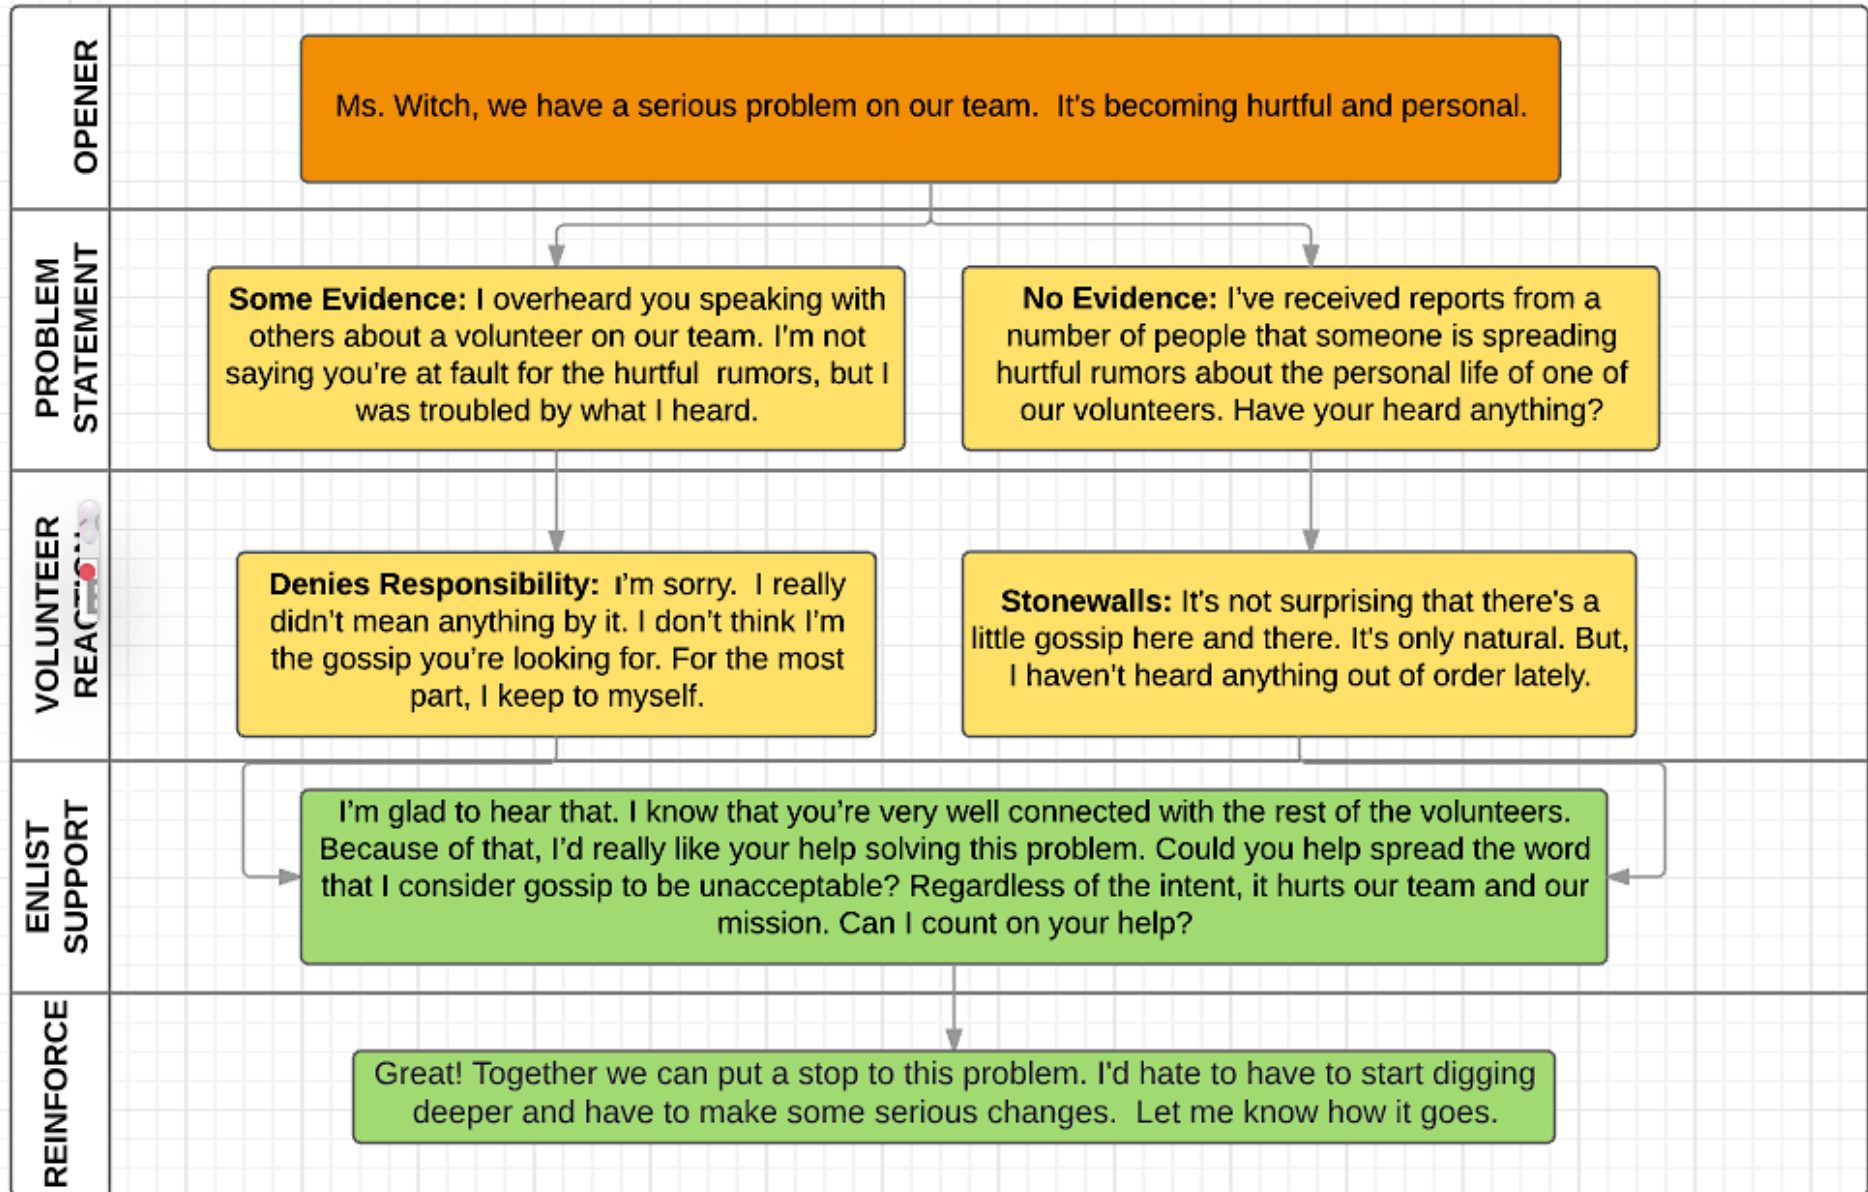 OPENER
Ms. Witch, we have a serious problem on our team.  It's becoming hurtful and personal.
PROBLEM
STATEMENT
Some Evidence: I overheard you speaking with
others about a volunteer on our team. I'm not
saying you're at fault for the hurtful  rumors, but I
was troubled by what I heard.
No Evidence: I've received reports from a
number of people that someone is spreading
hurtful rumors about the personal life of one of
our volunteers. Have your heard anything?
VOLUNTEER
Denies Responsibility:  I'm sorry.  I really
didn't mean anything by it. I don't think I'm
the gossip you're looking for. For the most
part, I keep to myself.
Stonewalls: It's not surprising that there's a
little gossip here and there. It's only natural. But,
I haven't heard anything out of order lately.
ENLIST
SUPPORT
I'm glad to hear that. I know that you're very well connected with the rest of the volunteers.
Because of that, I'd really like your help solving this problem. Could you help spread the word
that I consider gossip to be unacceptable? Regardless of the intent, it hurts our team and our
mission. Can I count on your help?
REINFORCE
Great! Together we can put a stop to this problem. I'd hate to have to start digging
deeper and have to make some serious changes.  Let me know how it goes.